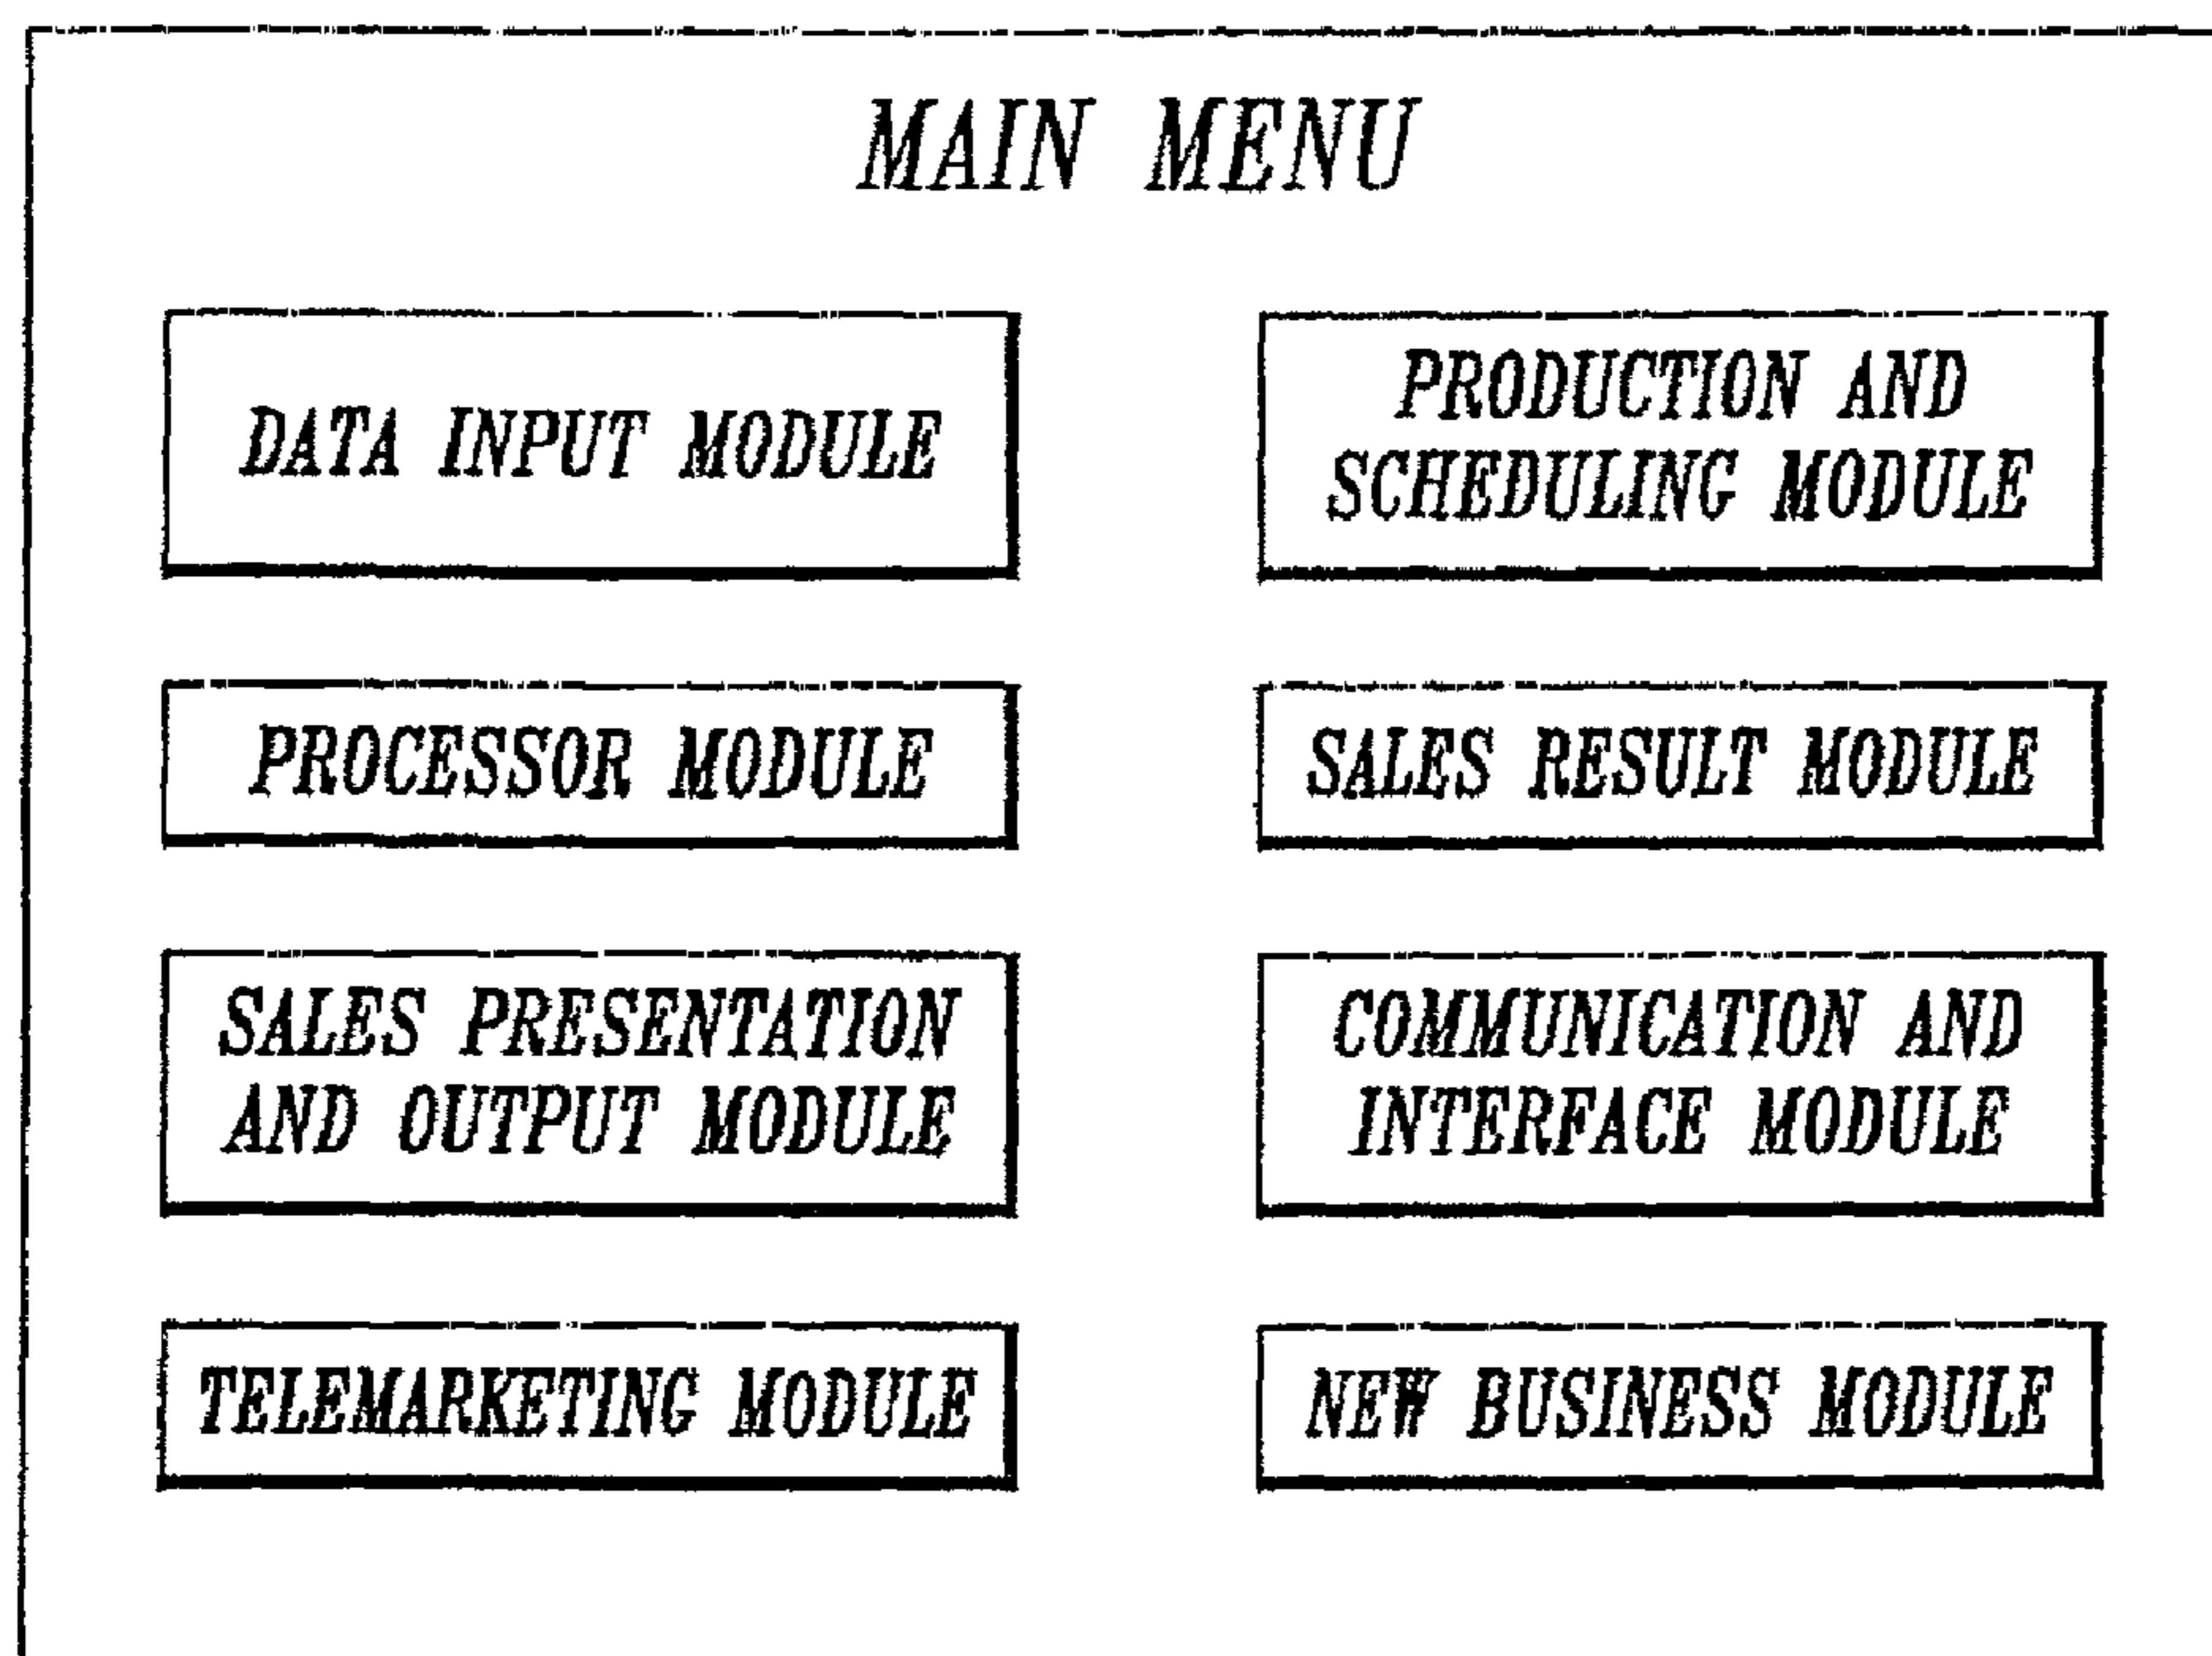 MAIN MENU
DATA INPUT MODULE
PRODUCTION AND
SCHEDULING MODULE
PROCESSOR MODULE
SALES RESULT MODULE
SALES PRESENTATION
AND OUTPUT MODULE
COMMUNICATION AND
INTERFACE MODULE
TELEMARKETING MODULE
NEW BUSINESS MODULE